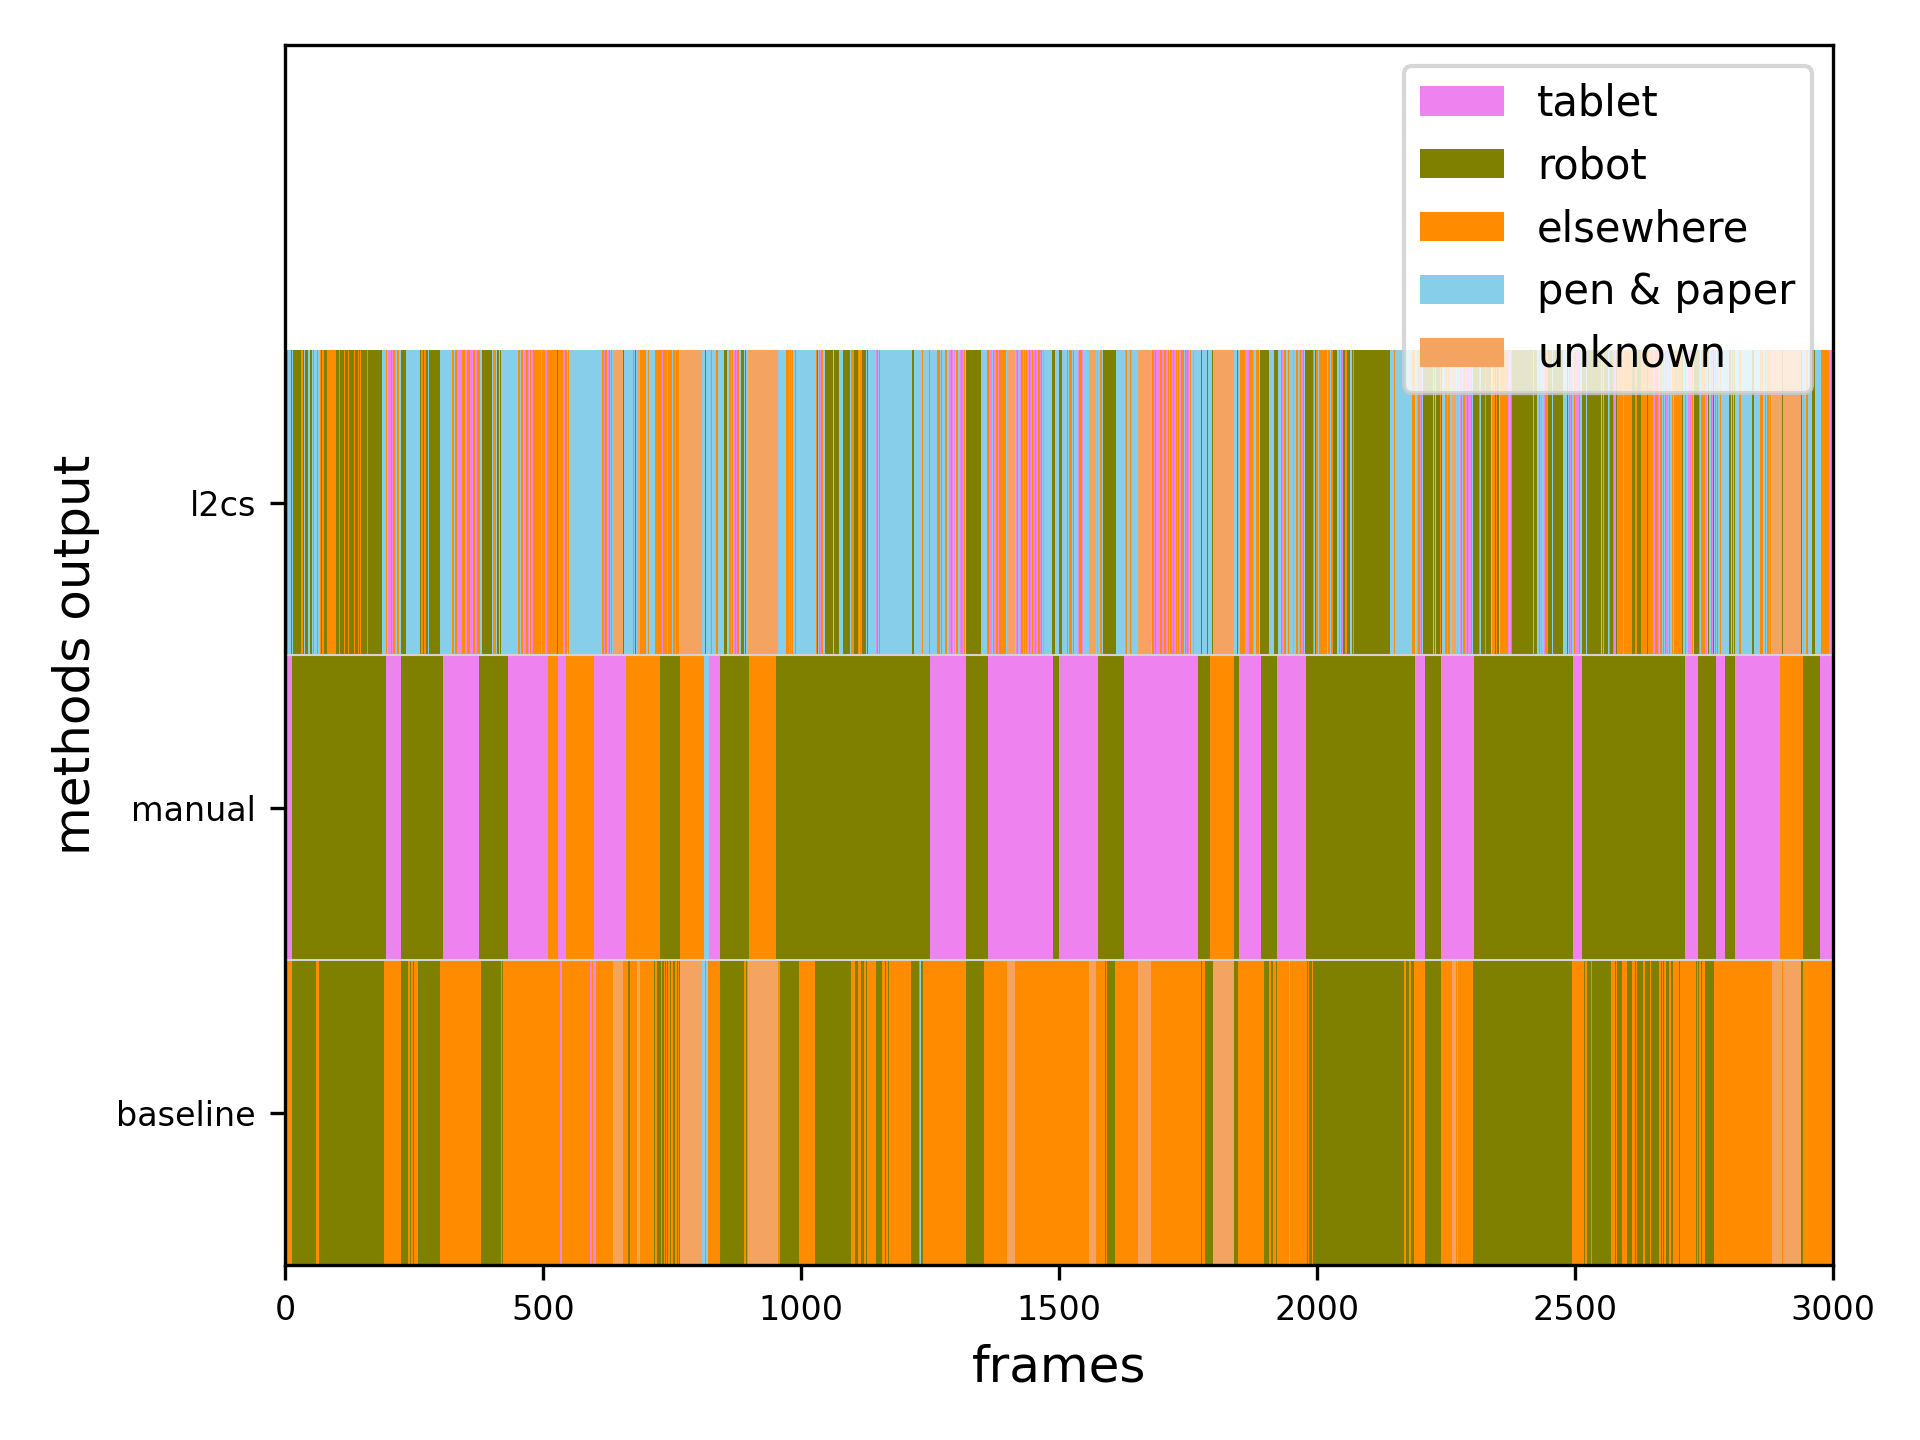 tablet
robot
elsewhere
pen & paper
unknown
methods output
l2cs
manual
baseline
0 500 1000 1500 2000 2500 3000
frames